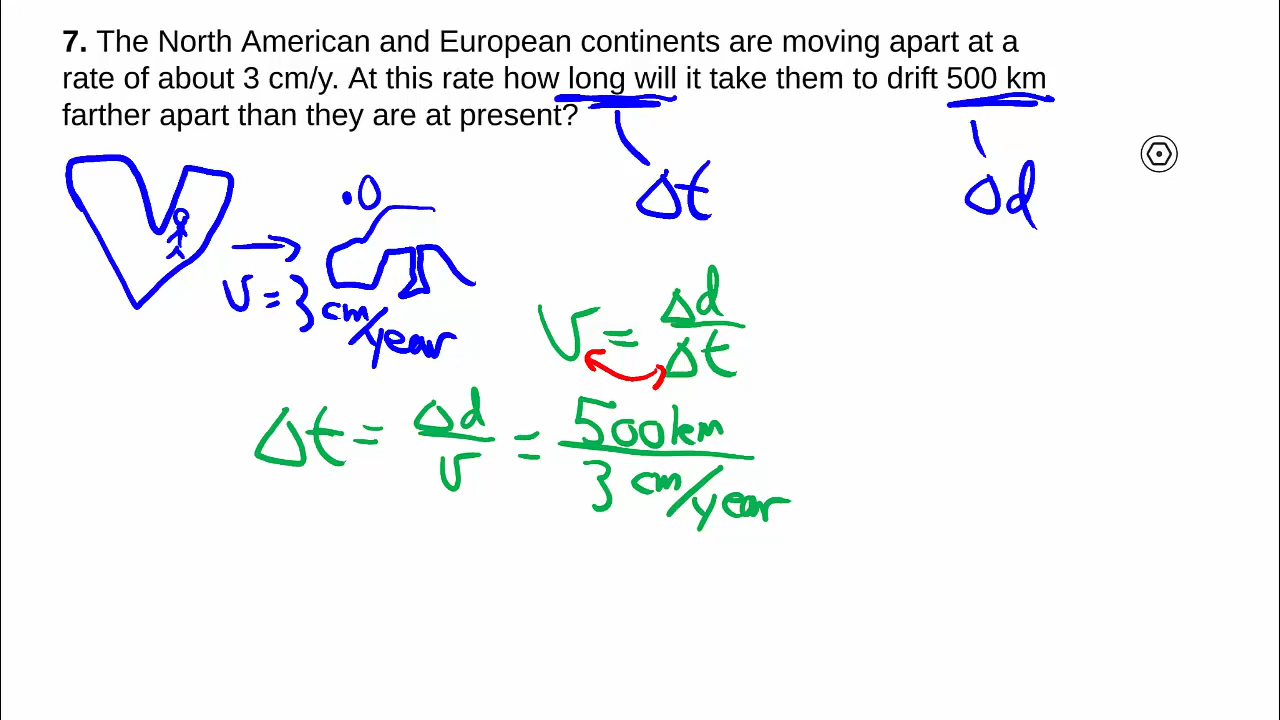 7. The North American and European continents are moving apart at a
rate of about 3 cm/y. At this rate how long will it take them to drift 500 km
farther apart than they are at present?
Δt
Δd
v = 3 cm/year
v = Δd/Δt
Δt = Δd/v = 500km/3 cm/year